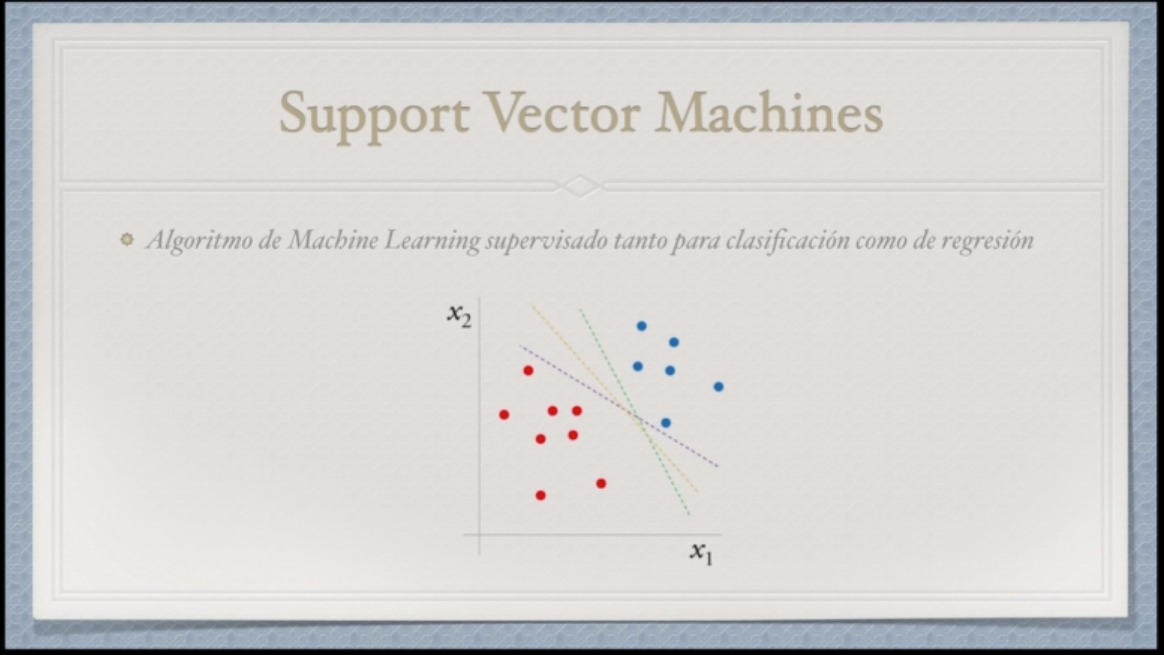 Support Vector Machines
Algoritmo de Machine Learning supervisado tanto para clasificación como de regresión
x₂
x₁